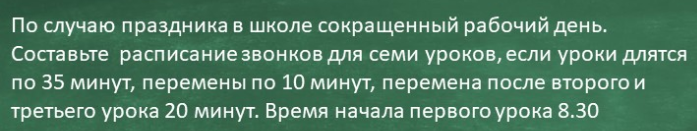 По случаю праздника в школе сокращенный рабочий день.
Составьте расписание звонков для семи уроков, если уроки длятся
по 35 минут, перемены по 10 минут, перемена после второго и
третьего урока 20 минут. Время начала первого урока 8.30